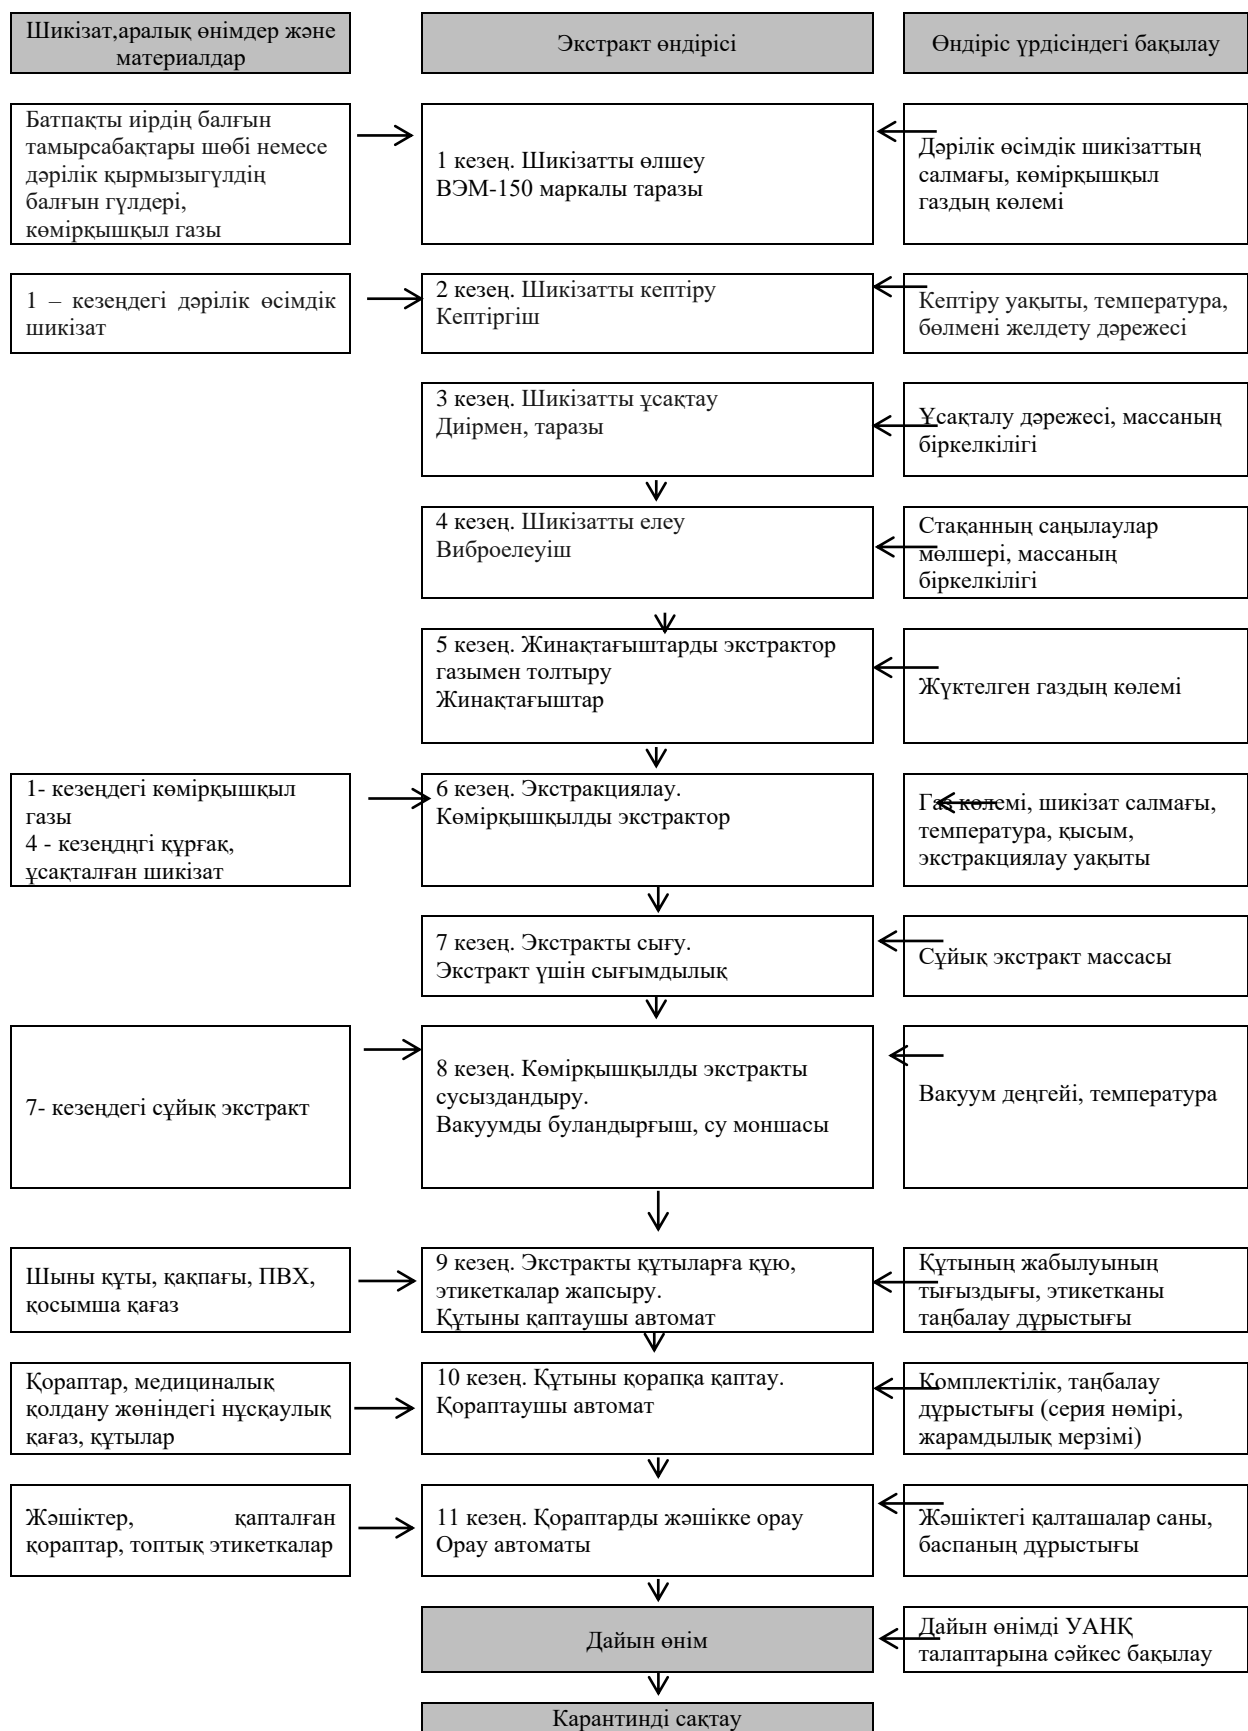 Шикізат,аралық өнімдер және
материалдар
Экстракт өндірісі
Өндіріс үрдісіндегі бақылау
Батпақты иірдің балғын
тамырсабақтары шөбі немесе
дәрілік қырмызыгүлдің
балғын гүлдері,
көмірқышқыл газы
1 кезең. Шикізатты өлшеу
ВЭМ-150 маркалы таразы
Дәрілік өсімдік шикізаттың
салмағы, көмірқышқыл
газдың көлемі
1 – кезеңдегі дәрілік өсімдік
шикізат
2 кезең. Шикізатты кептіру
Кептіргіш
Кептіру уақыты, температура,
бөлмені желдету дәрежесі
3 кезең. Шикізатты ұсақтау
Диірмен, таразы
Ұсақталу дәрежесі, массаның
біркелкілігі
4 кезең. Шикізатты елеу
Виброелеуіш
Стақанның саңылаулар
мөлшері, массаның
біркелкілігі
5 кезең. Жинақтағыштарды экстрактор
газымен толтыру
Жинақтағыштар
Жүктелген газдың көлемі
1- кезеңдегі көмірқышқыл
газы
4 - кезеңдңгі құрғақ,
ұсақталған шикізат
6 кезең. Экстракциялау.
Көмірқышқылды экстрактор
Газ көлемі, шикізат салмағы,
температура, қысым,
экстракциялау уақыты
7 кезең. Экстракты сығу.
Экстракт үшін сығымдылық
Сұйық экстракт массасы
7- кезеңдегі сұйық экстракт
8 кезең. Көмірқышқылды экстракты
сусыздандыру.
Вакуумды буландырғыш, су моншасы
Вакуум деңгейі, температура
Шыны құты, қақпағы, ПВХ,
қосымша қағаз
9 кезең. Экстракты құтыларға құю,
этикеткалар жапсыру.
Құтыны қаптаушы автомат
Құтының жабылуының
тығыздығы, этикетканы
таңбалау дұрыстығы
Қораптар, медициналық
қолдану жөніндегі нұсқаулық
қағаз, құтылар
10 кезең. Құтыны қорапқа қаптау.
Қораптаушы автомат
Комплектілік, таңбалау
дұрыстығы (серия нөмірі,
жарамдылық мерзімі)
Жәшіктер, қапталған
қораптар, топтық этикеткалар
11 кезең. Қораптарды жәшікке орау
Орау автоматы
Жәшіктегі қалташалар саны,
баспаның дұрыстығы
Дайын өнім
Дайын өнімді УАНҚ
талаптарына сәйкес бақылау
Карантинді сақтау